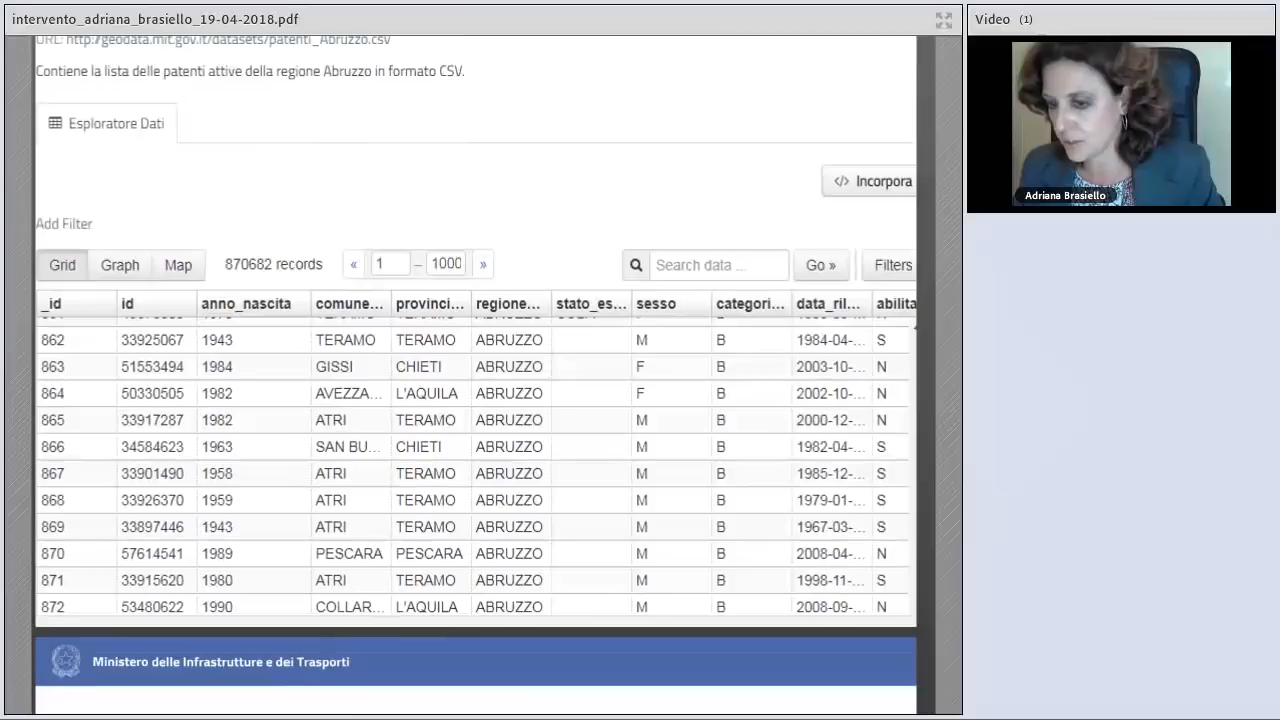 intervento_adriana_brasiello_19-04-2018.pdf
Video (1)
URL: http://geodata.mit.gov.it/datasets/patenti_Abruzzo.csv
Contiene la lista delle patenti attive della regione Abruzzo in formato CSV.
Adriana Brasiello
Esploratore Dati
Incorpora
Add Filter
Grid Graph Map 870682 records « 1 – 1000 » Search data ... Go » Filters
_id id anno_nascita comune... provinci... regione... stato_es... sesso categori... data_ril... abilita
862 33925067 1943 TERAMO TERAMO ABRUZZO M B 1984-04-... S
863 51553494 1984 GISSI CHIETI ABRUZZO F B 2003-10-... N
864 50330505 1982 AVEZZA... L'AQUILA ABRUZZO F B 2002-10-... N
865 33917287 1982 ATRI TERAMO ABRUZZO M B 2000-12-... N
866 34584623 1963 SAN BU... CHIETI ABRUZZO M B 1982-04-... S
867 33901490 1958 ATRI TERAMO ABRUZZO M B 1985-12-... S
868 33926370 1959 ATRI TERAMO ABRUZZO M B 1979-01-... S
869 33897446 1943 ATRI TERAMO ABRUZZO M B 1967-03-... S
870 57614541 1989 PESCARA PESCARA ABRUZZO M B 2008-04-... N
871 33915620 1980 ATRI TERAMO ABRUZZO M B 1998-11-... S
872 53480622 1990 COLLAR... L'AQUILA ABRUZZO M B 2008-09-... N
Ministero delle Infrastrutture e dei Trasporti